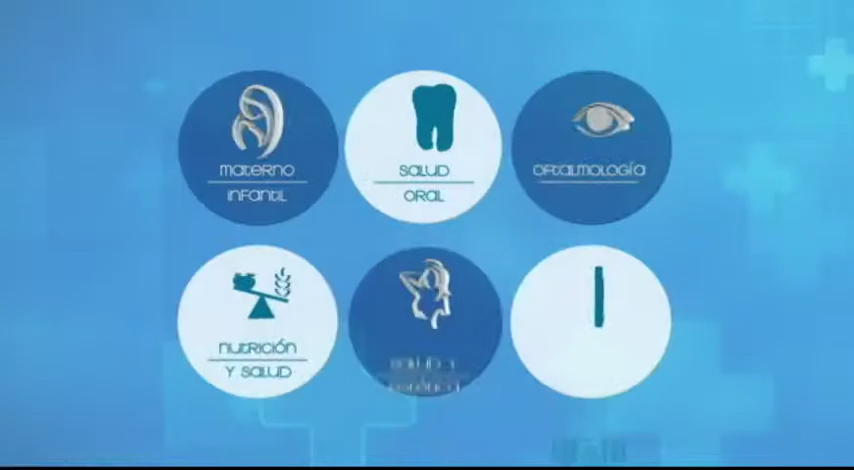 Materno
Infantil
Salud
Oral
Oftalmología
Nutrición
y salud